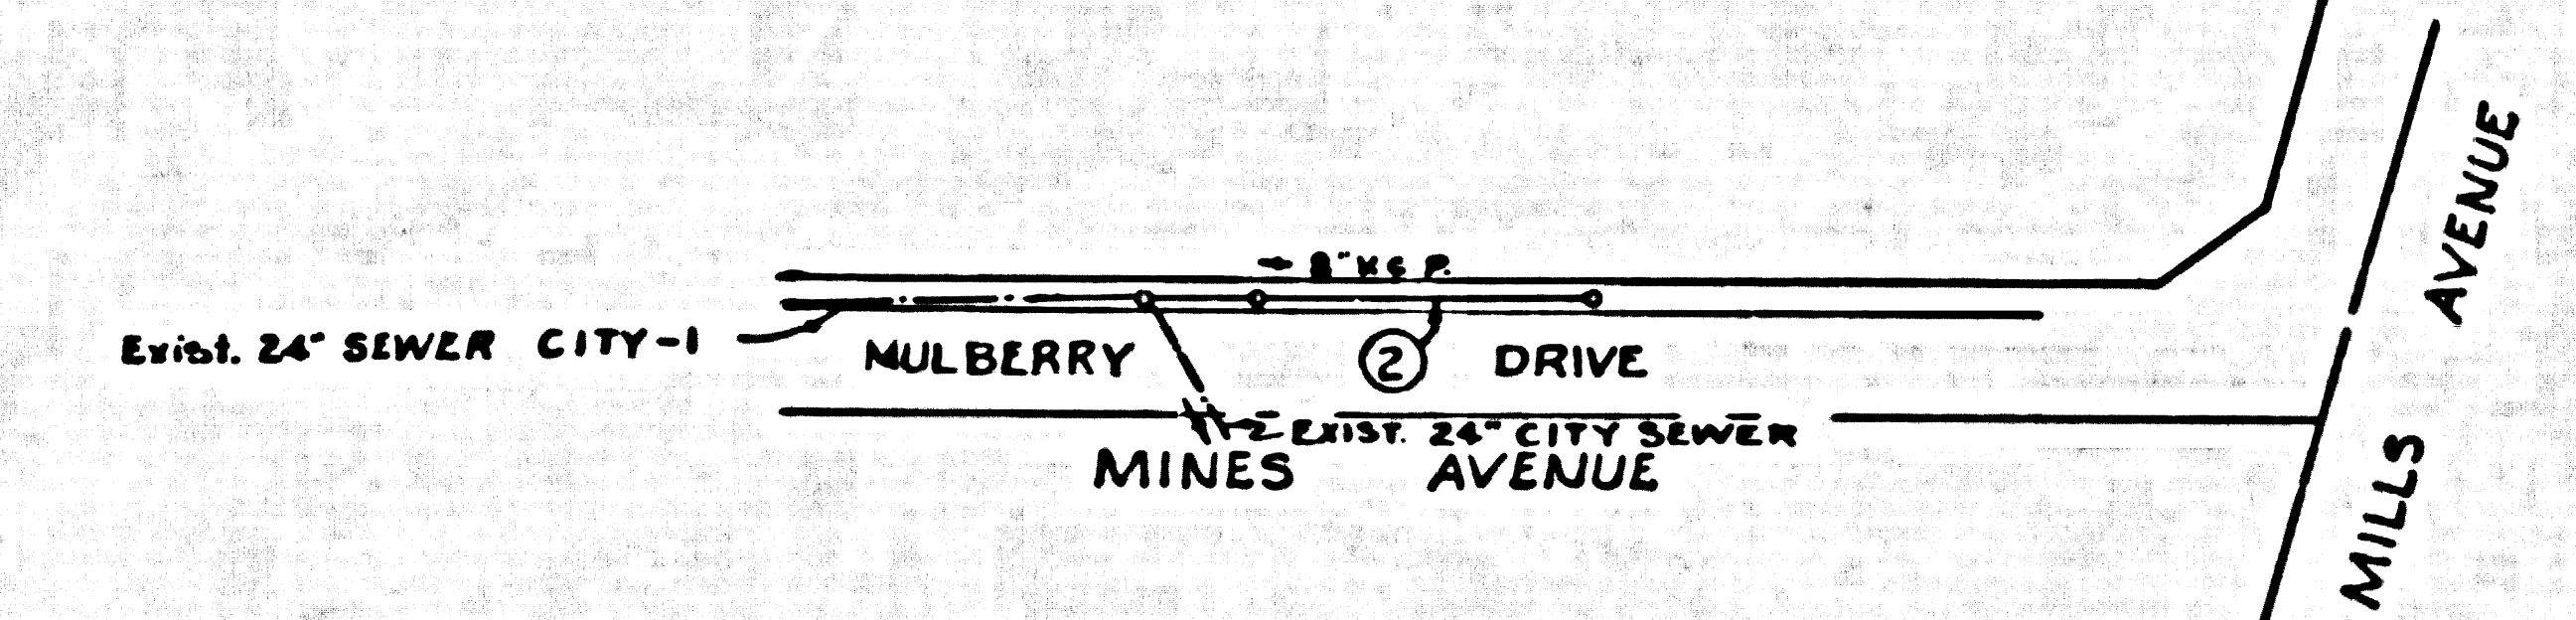 8" V.C.P.
Exist. 24" SEWER CITY-1
MULBERRY DRIVE
2
EXIST. 24" CITY SEWER
MINES AVENUE
MILLS AVENUE